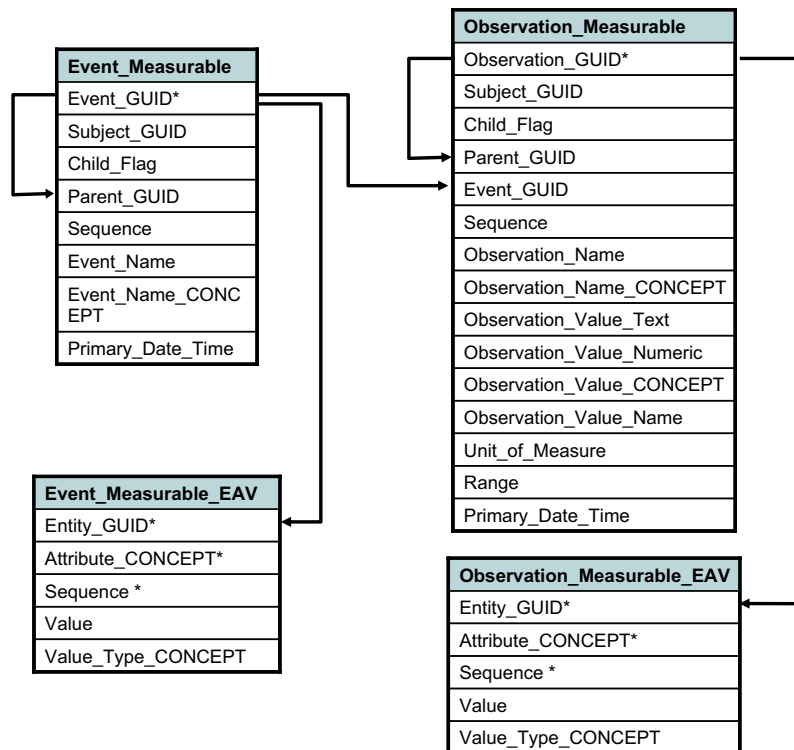 Event_Measurable
Event_GUID*
Subject_GUID
Child_Flag
Parent_GUID
Sequence
Event_Name
Event_Name_CONC
EPT
Primary_Date_Time
Observation_Measurable
Observation_GUID*
Subject_GUID
Child_Flag
Parent_GUID
Event_GUID
Sequence
Observation_Name
Observation_Name_CONCEPT
Observation_Value_Text
Observation_Value_Numeric
Observation_Value_CONCEPT
Observation_Value_Name
Unit_of_Measure
Range
Primary_Date_Time
Event_Measurable_EAV
Entity_GUID*
Attribute_CONCEPT*
Sequence *
Value
Value_Type_CONCEPT
Observation_Measurable_EAV
Entity_GUID*
Attribute_CONCEPT*
Sequence *
Value
Value_Type_CONCEPT